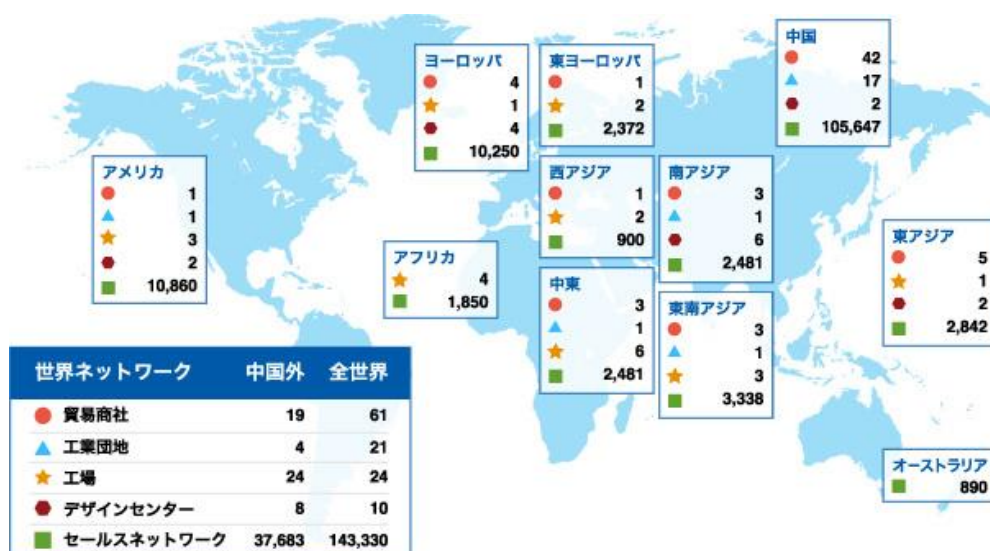 中国
42
17
2
105,647
ヨーロッパ
4
1
4
10,250
東ヨーロッパ
1
2
2,372
アメリカ
1
1
3
2
10,860
西アジア
1
2
900
南アジア
3
1
6
2,481
アフリカ
4
1,850
東アジア
5
1
2
2,842
中東
3
1
6
2,481
東南アジア
3
1
3
3,338
世界ネットワーク 中国外 全世界
貿易商社 19 61
工業団地 4 21
工場 24 24
デザインセンター 8 10
セールスネットワーク 37,683 143,330
オーストラリア
890